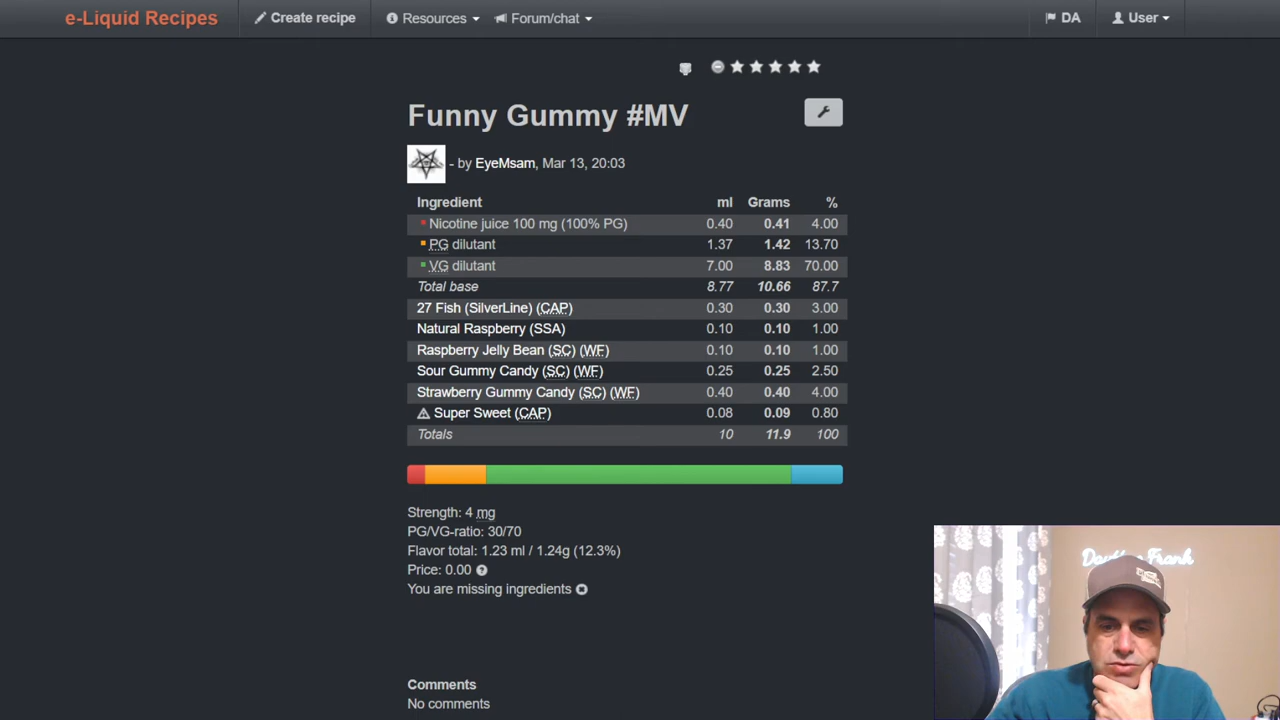 e-Liquid Recipes Create recipe Resources Forum/chat DA User
Funny Gummy #MV
- by EyeMsam, Mar 13, 20:03
Ingredient ml Grams %
Nicotine juice 100 mg (100% PG) 0.40 0.41 4.00
PG dilutant 1.37 1.42 13.70
VG dilutant 7.00 8.83 70.00
Total base 8.77 10.66 87.7
27 Fish (SilverLine) (CAP) 0.30 0.30 3.00
Natural Raspberry (SSA) 0.10 0.10 1.00
Raspberry Jelly Bean (SC) (WF) 0.10 0.10 1.00
Sour Gummy Candy (SC) (WF) 0.25 0.25 2.50
Strawberry Gummy Candy (SC) (WF) 0.40 0.40 4.00
Super Sweet (CAP) 0.08 0.09 0.80
Totals 10 11.9 100
Strength: 4 mg
PG/VG-ratio: 30/70
Flavor total: 1.23 ml / 1.24g (12.3%)
Price: 0.00
You are missing ingredients
Comments
No comments